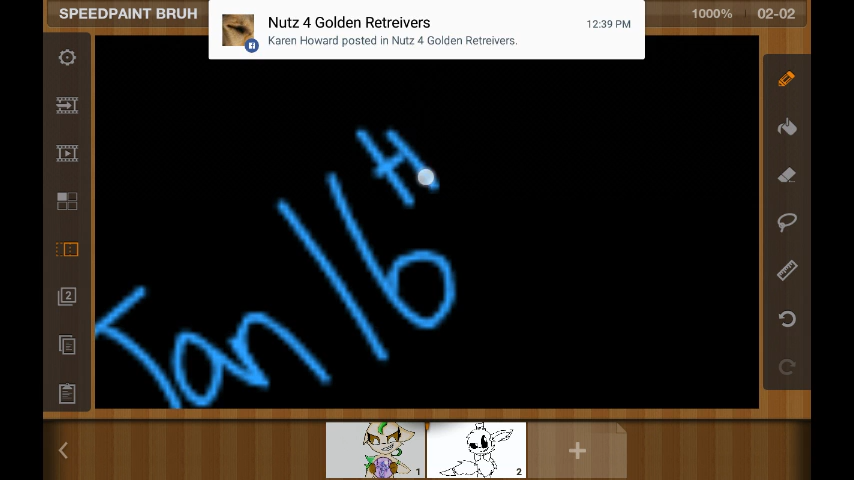 SPEEDPAINT BRUH
Nutz 4 Golden Retreivers
12:39 PM
Karen Howard posted in Nutz 4 Golden Retreivers.
1000%
02-02
Jan 16 H
2
1
2